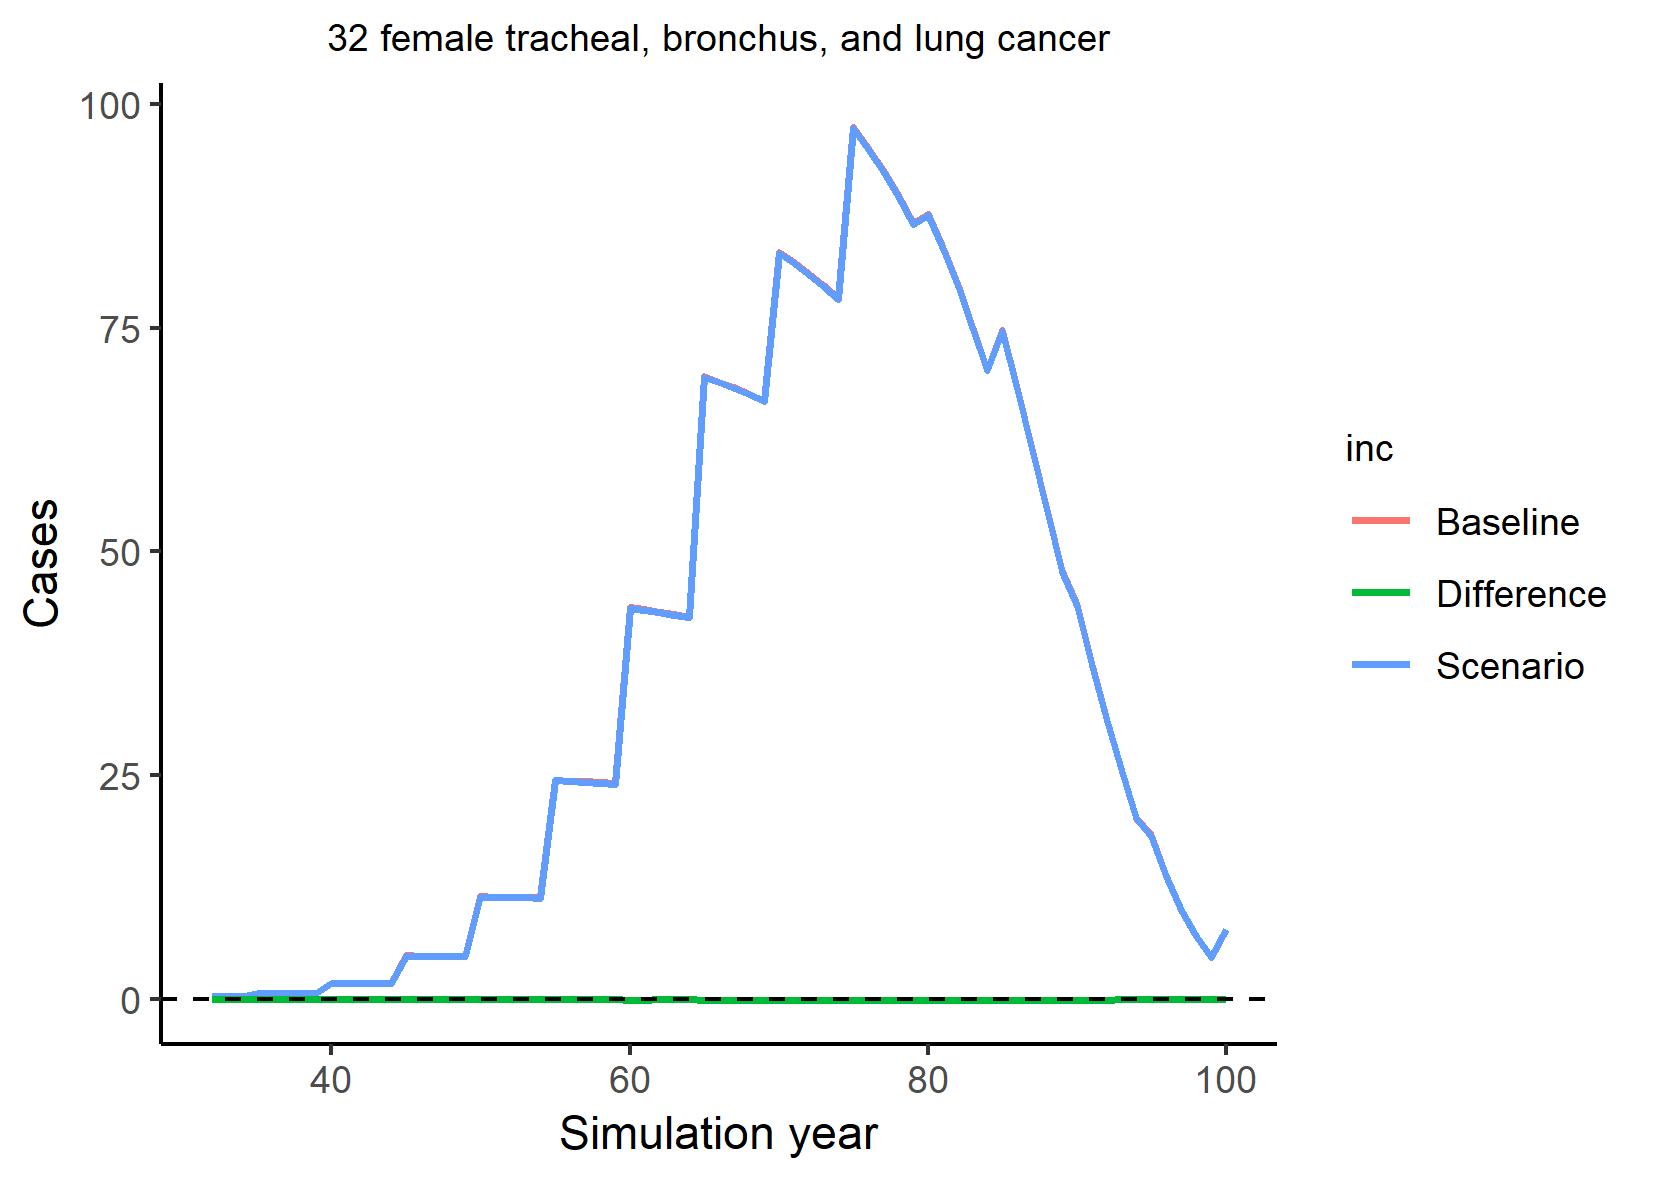 32 female tracheal, bronchus, and lung cancer
100
75
50
25
0
Cases
40
60
80
100
Simulation year
inc
Baseline
Difference
Scenario